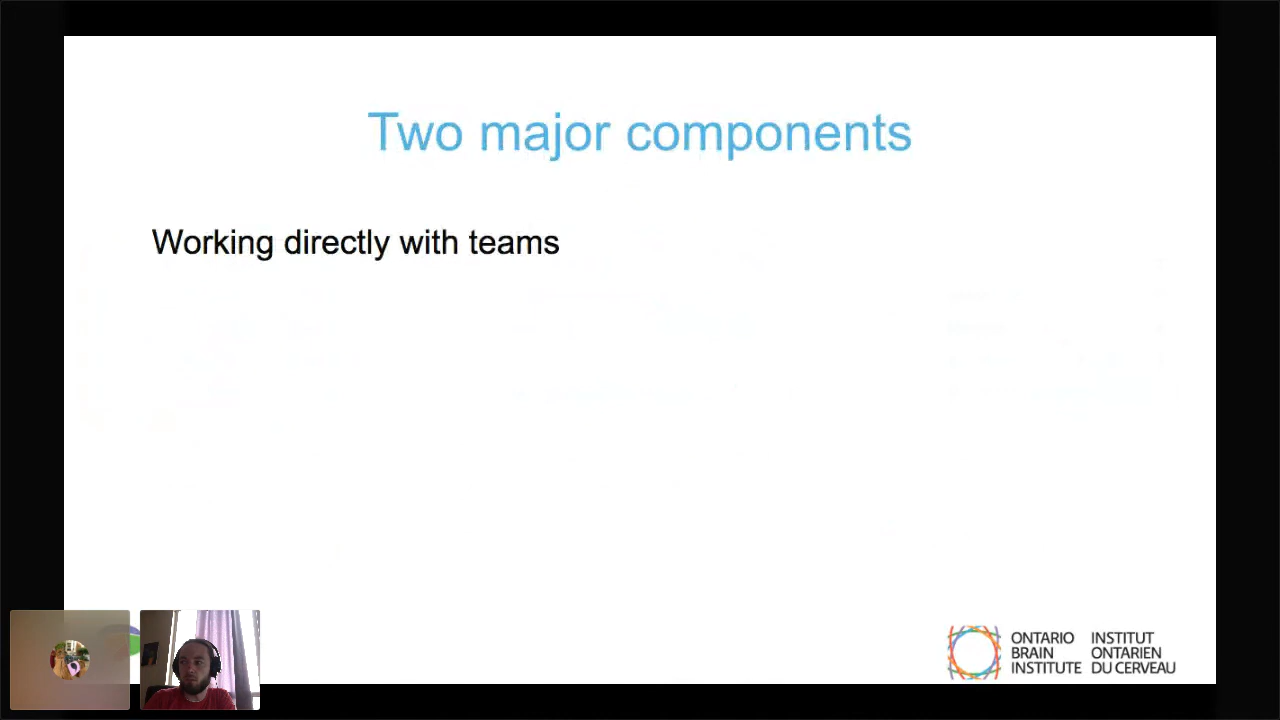 Two major components
Working directly with teams
ONTARIO
BRAIN
INSTITUTE
INSTITUT
ONTARIEN
DU CERVEAU